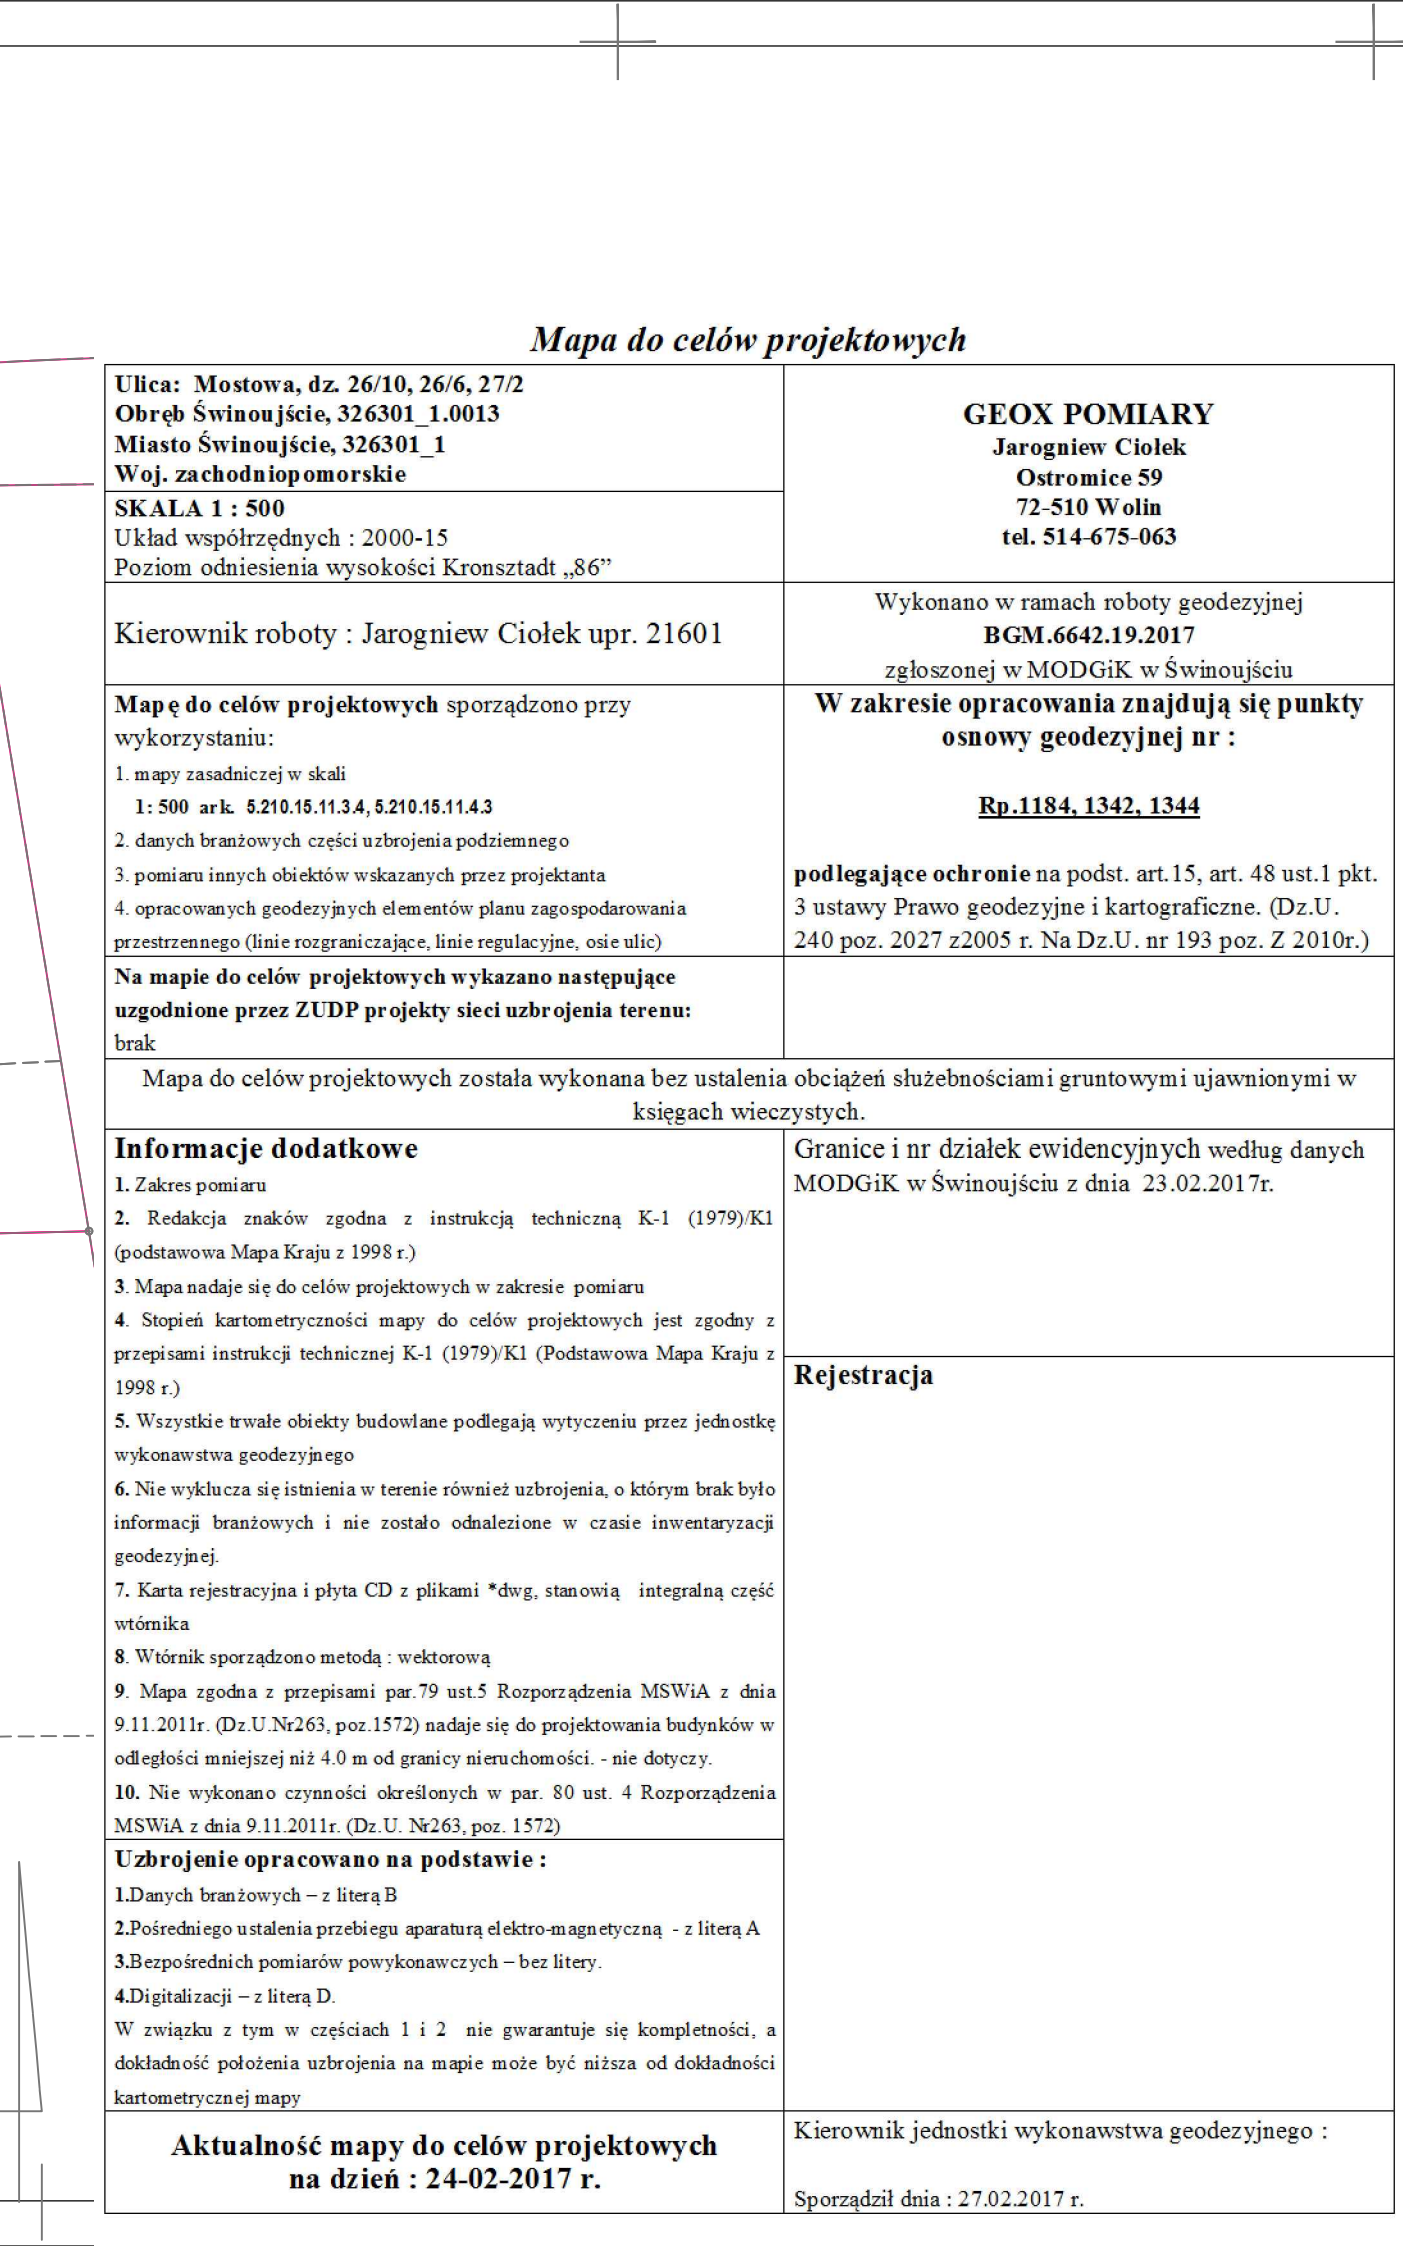 Mapa do celów projektowych
Ulica: Mostowa, dz. 26/10, 26/6, 27/2
Obręb Świnoujście, 326301_1.0013
Miasto Świnoujście, 326301_1
Woj. zachodniopomorskie
GEOX POMIARY
Jarogniew Ciołek
Ostromice 59
72-510 Wolin
tel. 514-675-063
SKALA 1 : 500
Układ współrzędnych : 2000-15
Poziom odniesienia wysokości Kronsztadt „86”
Kierownik roboty : Jarogniew Ciołek upr. 21601
Wykonano w ramach roboty geodezyjnej
BGM.6642.19.2017
zgłoszonej w MODGiK w Świnoujściu
Mapę do celów projektowych sporządzono przy
wykorzystaniu:
1. mapy zasadniczej w skali
1: 500 ark. 5.210.15.11.3.4, 5.210.15.11.4.3
2. danych branżowych części uzbrojenia podziemnego
3. pomiaru innych obiektów wskazanych przez projektanta
4. opracowanych geodezyjnych elementów planu zagospodarowania
przestrzennego (linie rozgraniczające, linie regulacyjne, osie ulic)
W zakresie opracowania znajdują się punkty
osnowy geodezyjnej nr :
Rp.1184, 1342, 1344
podlegające ochronie na podst. art.15, art. 48 ust.1 pkt.
3 ustawy Prawo geodezyjne i kartograficzne. (Dz.U.
240 poz. 2027 z2005 r. Na Dz.U. nr 193 poz. Z 2010r.)
Na mapie do celów projektowych wykazano następujące
uzgodnione przez ZUDP projekty sieci uzbrojenia terenu:
brak
Mapa do celów projektowych została wykonana bez ustalenia obciążeń służebnościami gruntowymi ujawnionymi w
księgach wieczystych.
Informacje dodatkowe
1. Zakres pomiaru
2. Redakcja znaków zgodna z instrukcją techniczną K-1 (1979)/K1
(podstawowa Mapa Kraju z 1998 r.)
3. Mapa nadaje się do celów projektowych w zakresie pomiaru
4. Stopień kartometryczności mapy do celów projektowych jest zgodny z
przepisami instrukcji technicznej K-1 (1979)/K1 (Podstawowa Mapa Kraju z
1998 r.)
5. Wszystkie trwałe obiekty budowlane podlegają wytyczeniu przez jednostkę
wykonawstwa geodezyjnego
6. Nie wyklucza się istnienia w terenie również uzbrojenia, o którym brak było
informacji branżowych i nie zostało odnalezione w czasie inwentaryzacji
geodezyjnej.
7. Karta rejestracyjna i płyta CD z plikami *dwg, stanowią integralną część
wtórnika
8. Wtórnik sporządzono metodą : wektorową
9. Mapa zgodna z przepisami par.79 ust.5 Rozporządzenia MSWiA z dnia
9.11.2011r. (Dz.U.Nr263, poz.1572) nadaje się do projektowania budynków w
odległości mniejszej niż 4.0 m od granicy nieruchomości. - nie dotyczy.
10. Nie wykonano czynności określonych w par. 80 ust. 4 Rozporządzenia
MSWiA z dnia 9.11.2011r. (Dz.U. Nr263, poz. 1572)
Granice i nr działek ewidencyjnych według danych
MODGiK w Świnoujściu z dnia 23.02.2017r.
Rejestracja
Uzbrojenie opracowano na podstawie :
1.Danych branżowych – z literą B
2.Pośredniego ustalenia przebiegu aparaturą elektro-magnetyczną - z literą A
3.Bezpośrednich pomiarów powykonawczych – bez litery.
4.Digitalizacji – z literą D.
W związku z tym w częściach 1 i 2 nie gwarantuje się kompletności, a
dokładność położenia uzbrojenia na mapie może być niższa od dokładności
kartometrycznej mapy
Aktualność mapy do celów projektowych
na dzień : 24-02-2017 r.
Kierownik jednostki wykonawstwa geodezyjnego :
Sporządził dnia : 27.02.2017 r.